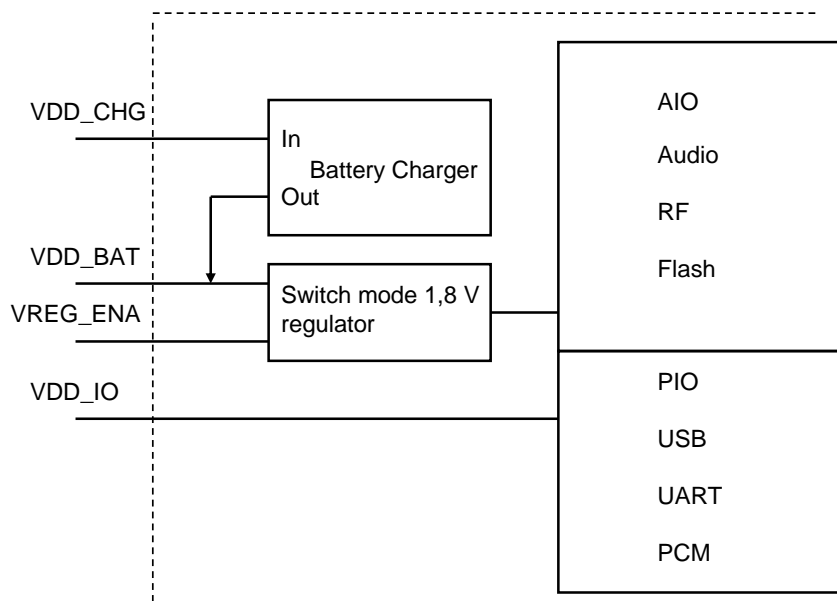 VDD_CHG
In
Battery Charger
Out
VDD_BAT
Switch mode 1,8 V
regulator
VREG_ENA
VDD_IO
AIO
Audio
RF
Flash
PIO
USB
UART
PCM